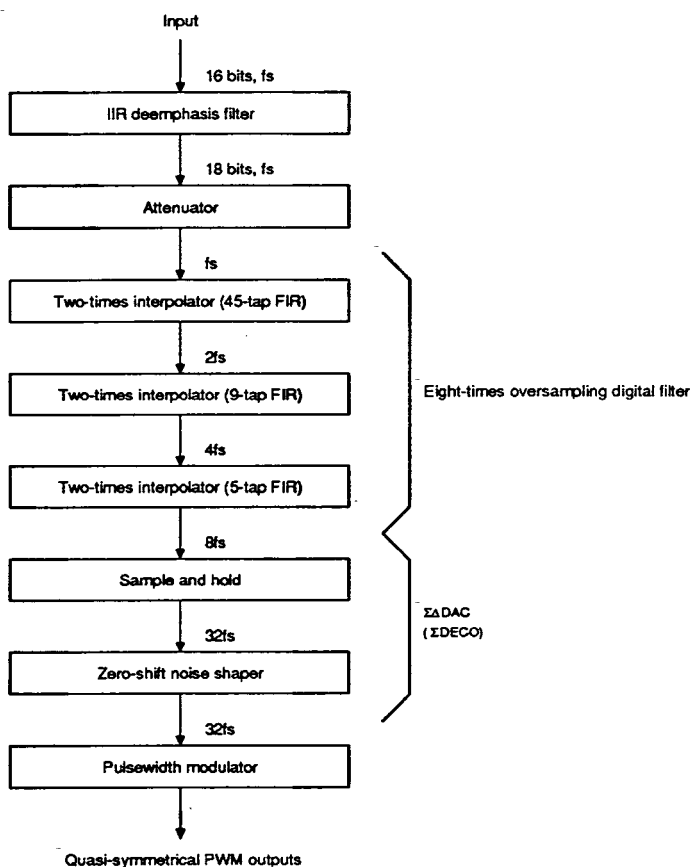 Input
16 bits, fs
IIR deemphasis filter
18 bits, fs
Attenuator
fs
Two-times interpolator (45-tap FIR)
2fs
Two-times interpolator (9-tap FIR)
4fs
Two-times interpolator (5-tap FIR)
Eight-times oversampling digital filter
8fs
Sample and hold
32fs
Zero-shift noise shaper
ΣΔDAC
(ΣDECO)
32fs
Pulsewidth modulator
Quasi-symmetrical PWM outputs